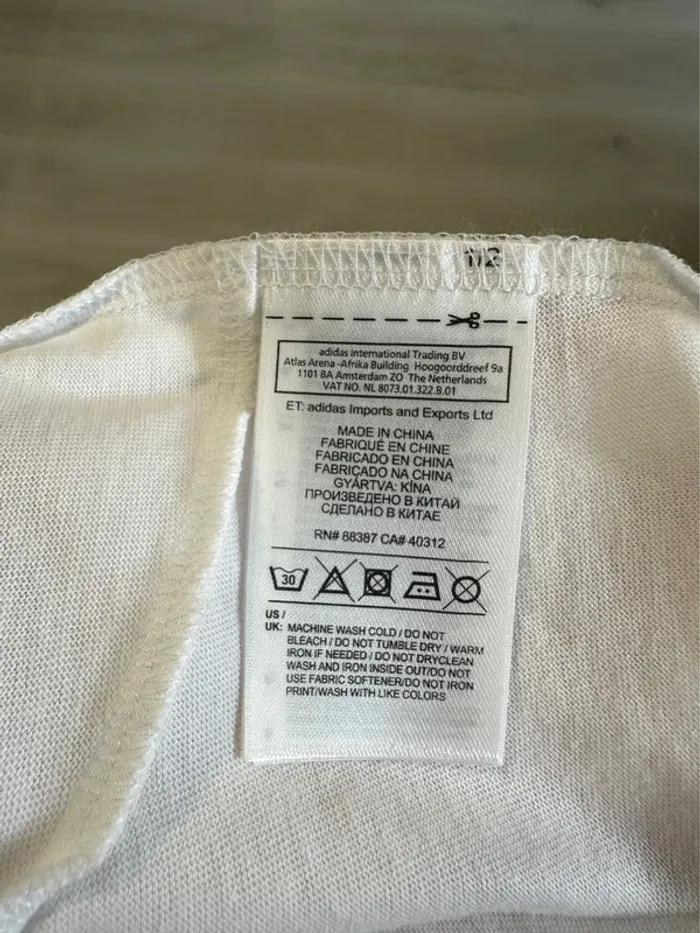 1/2
adidas International Trading BV
Atlas Arena -Afrika Building Hoogoorddreef 9a
1101 BA Amsterdam ZO The Netherlands
VAT NO. NL 8073.01.322.B.01
ET: adidas Imports and Exports Ltd
MADE IN CHINA
FABRIQUÉ EN CHINE
FABRICADO EN CHINA
FABRICADO NA CHINA
GYÁRTVA: KÍNA
ПРОИЗВЕДЕНО В КИТАЙ
СДЕЛАНО В КИТАЕ
RN# 88387 CA# 40312
30
US /
UK: MACHINE WASH COLD / DO NOT
BLEACH / DO NOT TUMBLE DRY / WARM
IRON IF NEEDED / DO NOT DRYCLEAN
WASH AND IRON INSIDE OUT/DO NOT
USE FABRIC SOFTENER/DO NOT IRON
PRINT/WASH WITH LIKE COLORS